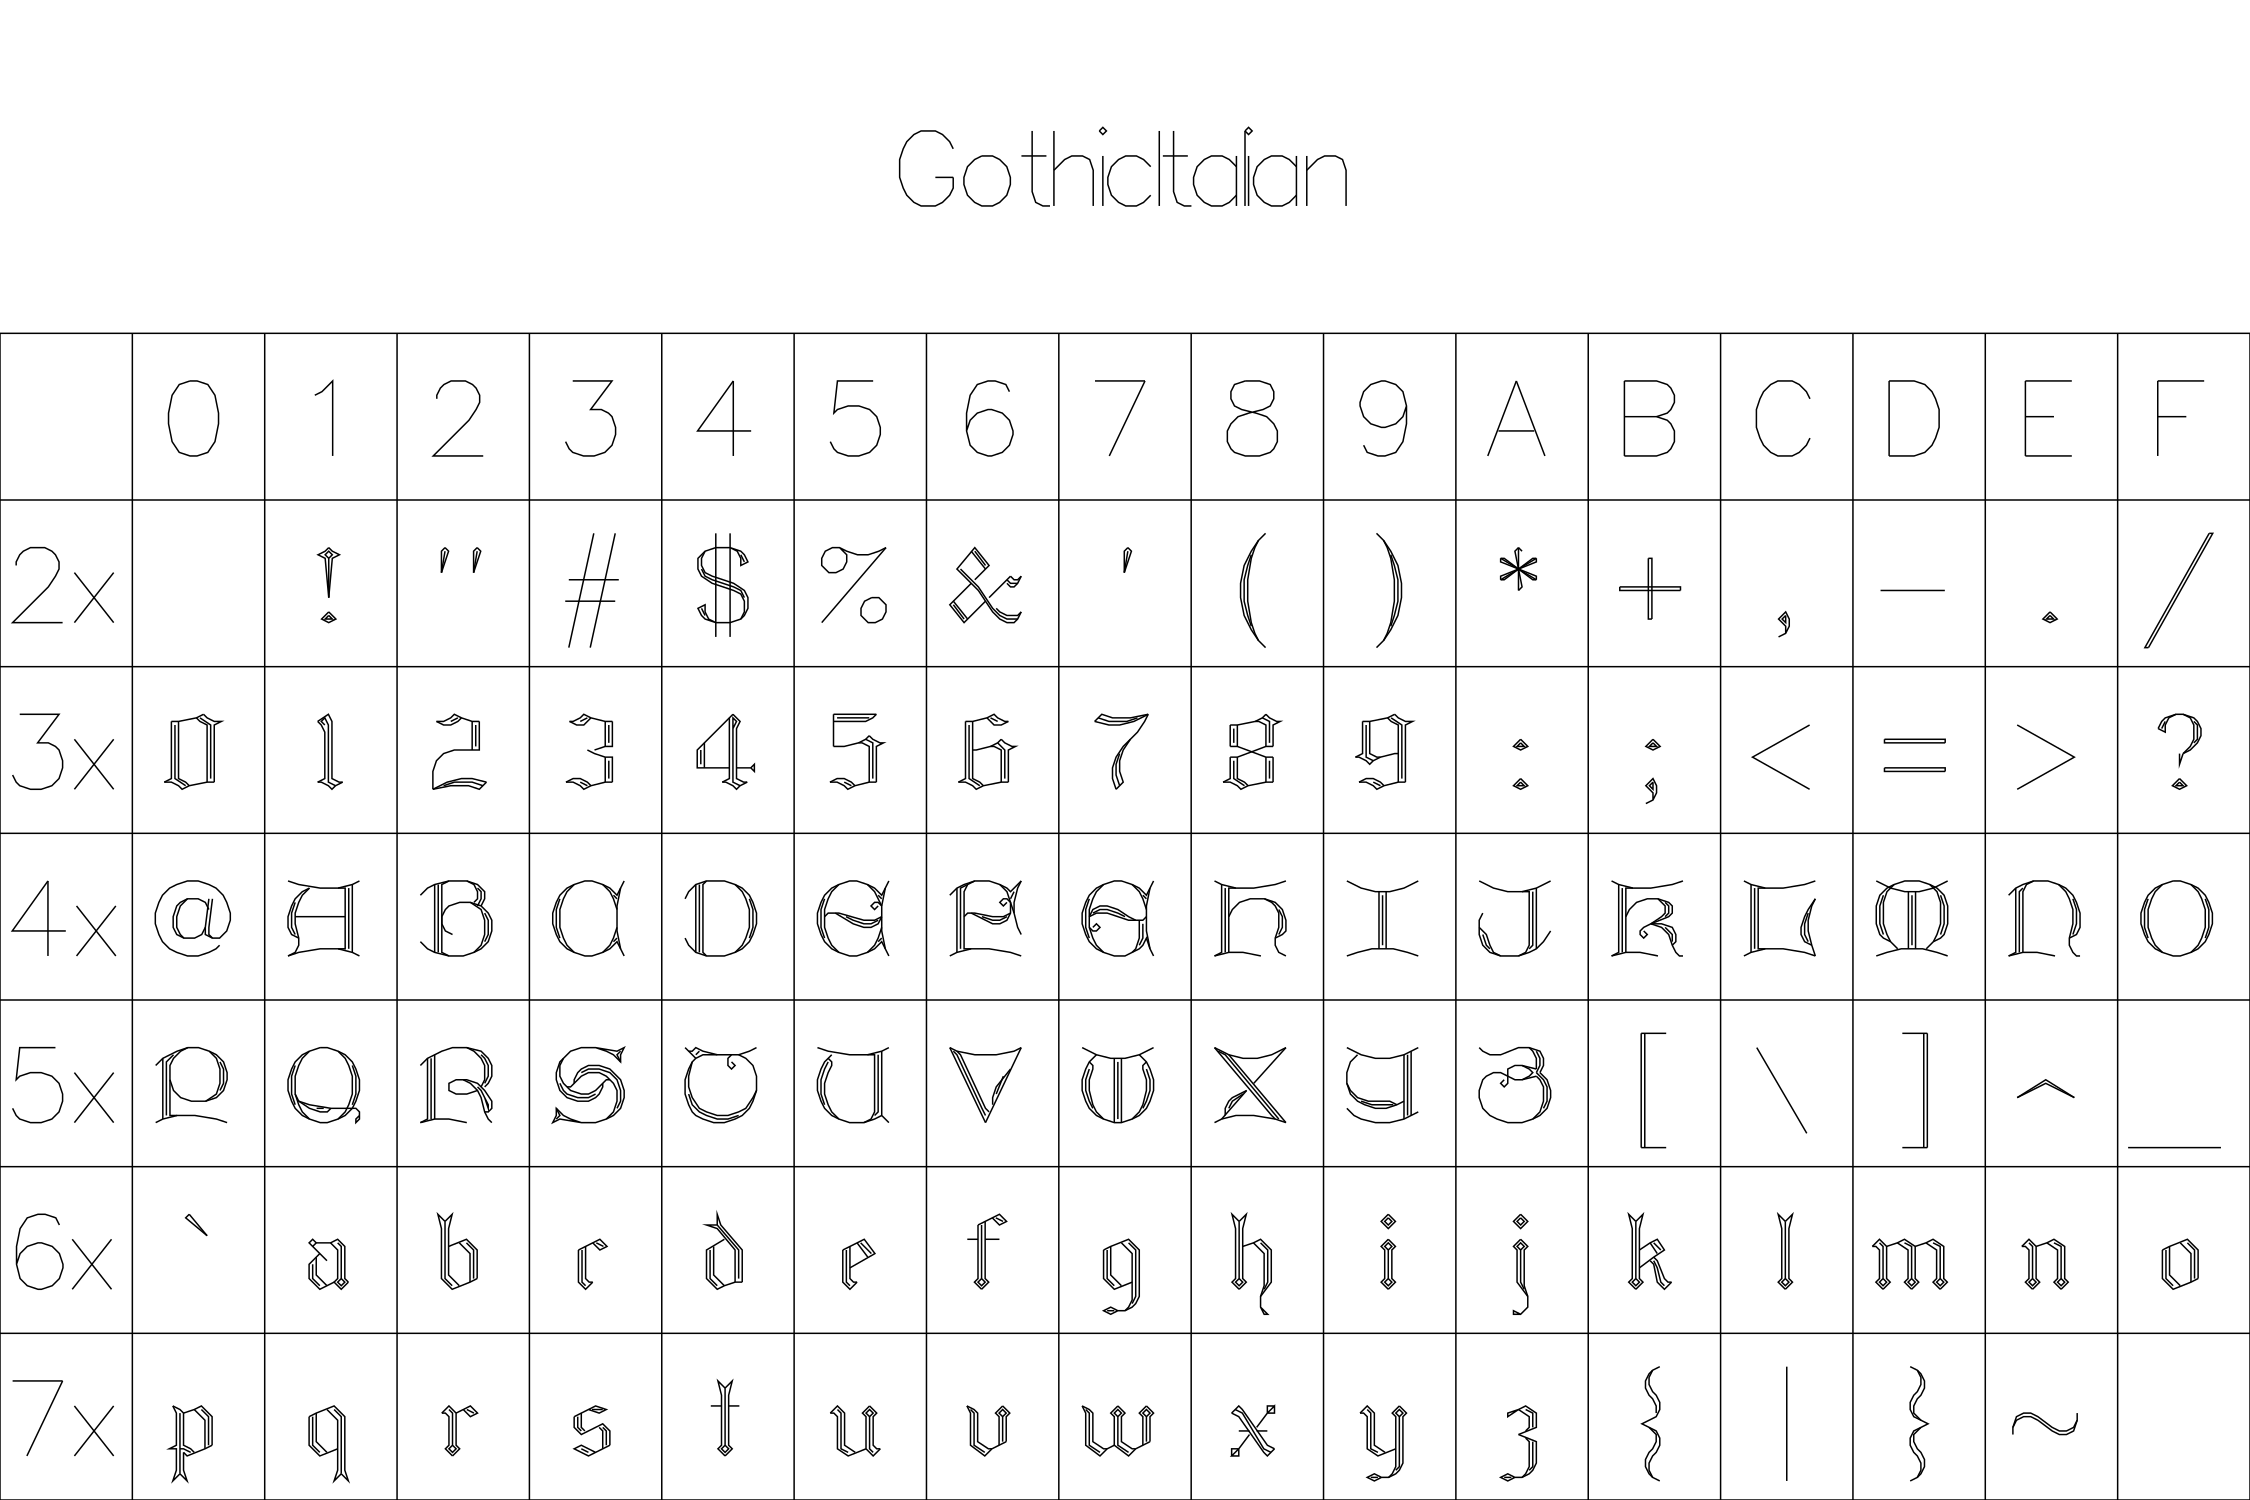 GothicItalian
0 1 2 3 4 5 6 7 8 9 A B C D E F
2x ! " # $ % & ' ( ) * + , - . /
3x 0 1 2 3 4 5 6 7 8 9 : ; < = > ?
4x @ A B C D E F G H I J K L M N O
5x P Q R S T U V W X Y Z [ \ ] ^ _
6x ` a b c d e f g h i j k l m n o
7x p q r s t u v w x y z { | } ~